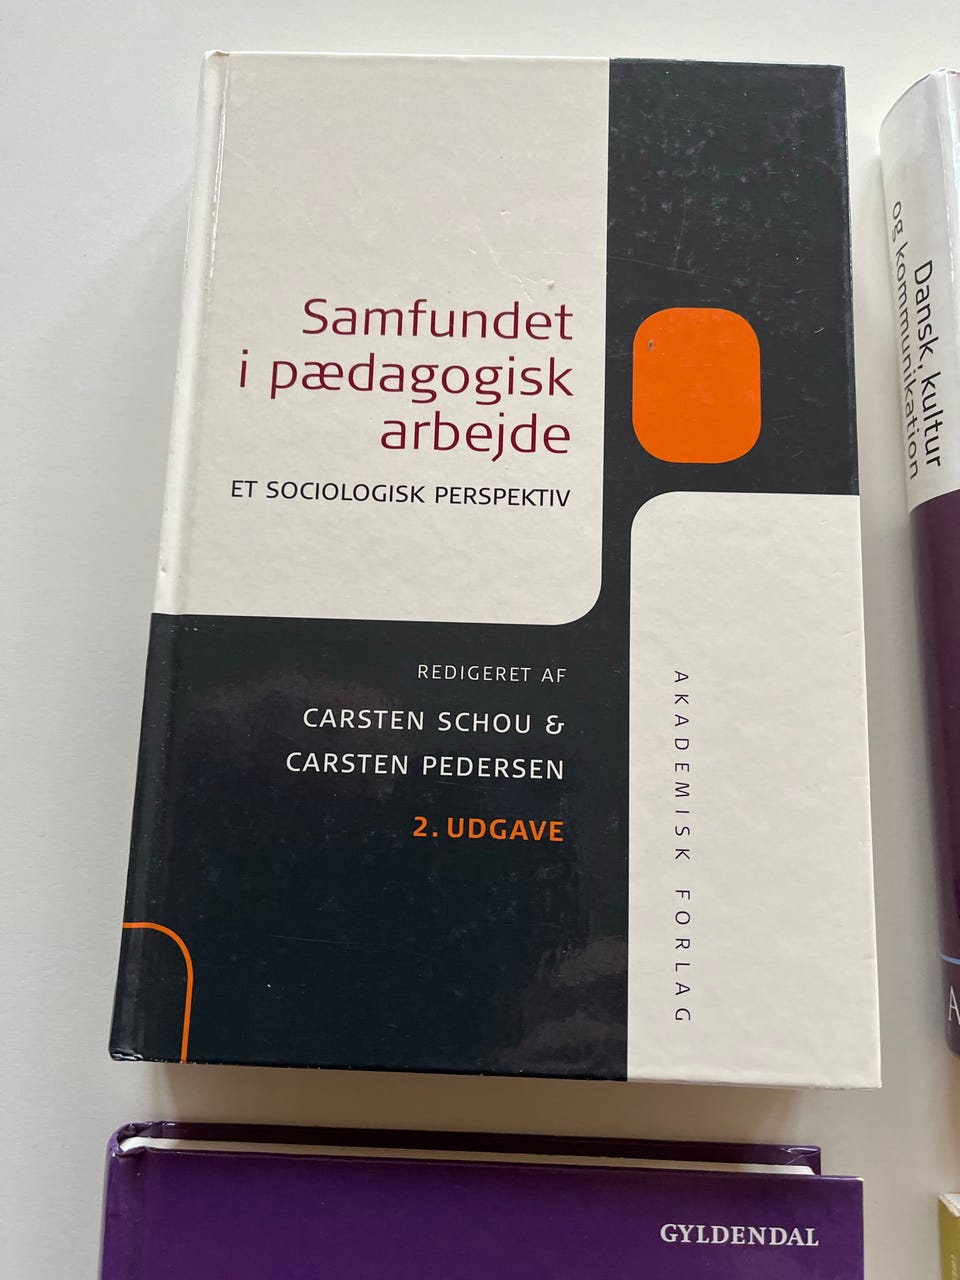 Samfundet
i pædagogisk
arbejde
ET SOCIOLOGISK PERSPEKTIV
REDIGERET AF
CARSTEN SCHOU &
CARSTEN PEDERSEN
2. UDGAVE
AKADEMISK FORLAG
Dansk, kultur
og kommunikation
A
GYLDENDAL